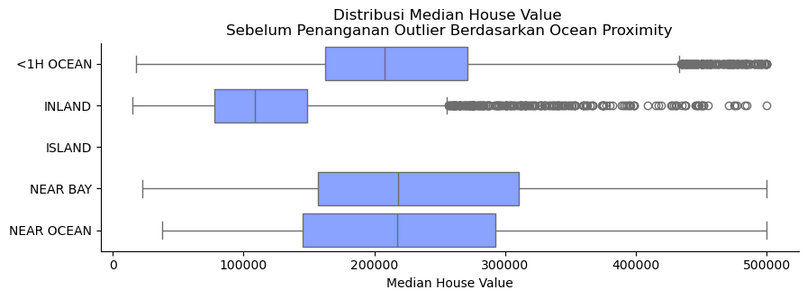 Distribusi Median House Value
Sebelum Penanganan Outlier Berdasarkan Ocean Proximity
<1H OCEAN
INLAND
ISLAND
NEAR BAY
NEAR OCEAN
0 100000 200000 300000 400000 500000
Median House Value